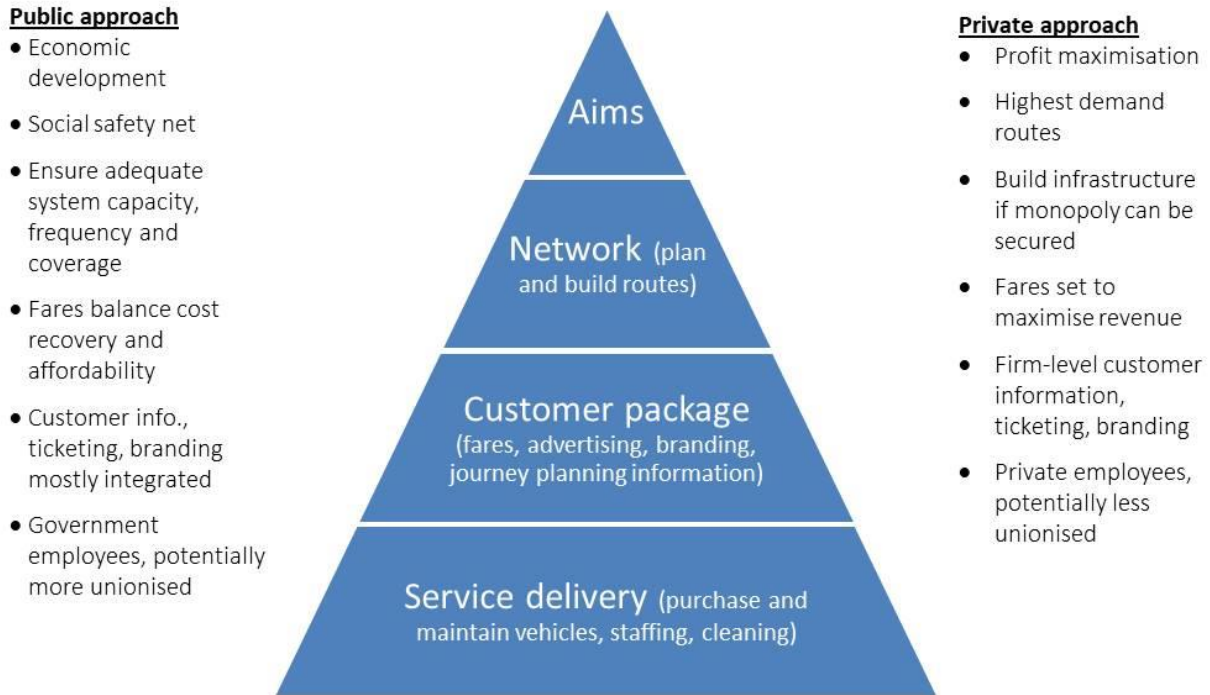 Public approach
• Economic
development
• Social safety net
• Ensure adequate
system capacity,
frequency and
coverage
• Fares balance cost
recovery and
affordability
• Customer info.,
ticketing, branding
mostly integrated
• Government
employees, potentially
more unionised
Aims
Network (plan
and build routes)
Customer package
(fares, advertising, branding,
journey planning information)
Service delivery (purchase and
maintain vehicles, staffing, cleaning)
Private approach
• Profit maximisation
• Highest demand
routes
• Build infrastructure
if monopoly can be
secured
• Fares set to
maximise revenue
• Firm-level customer
information,
ticketing, branding
• Private employees,
potentially less
unionised